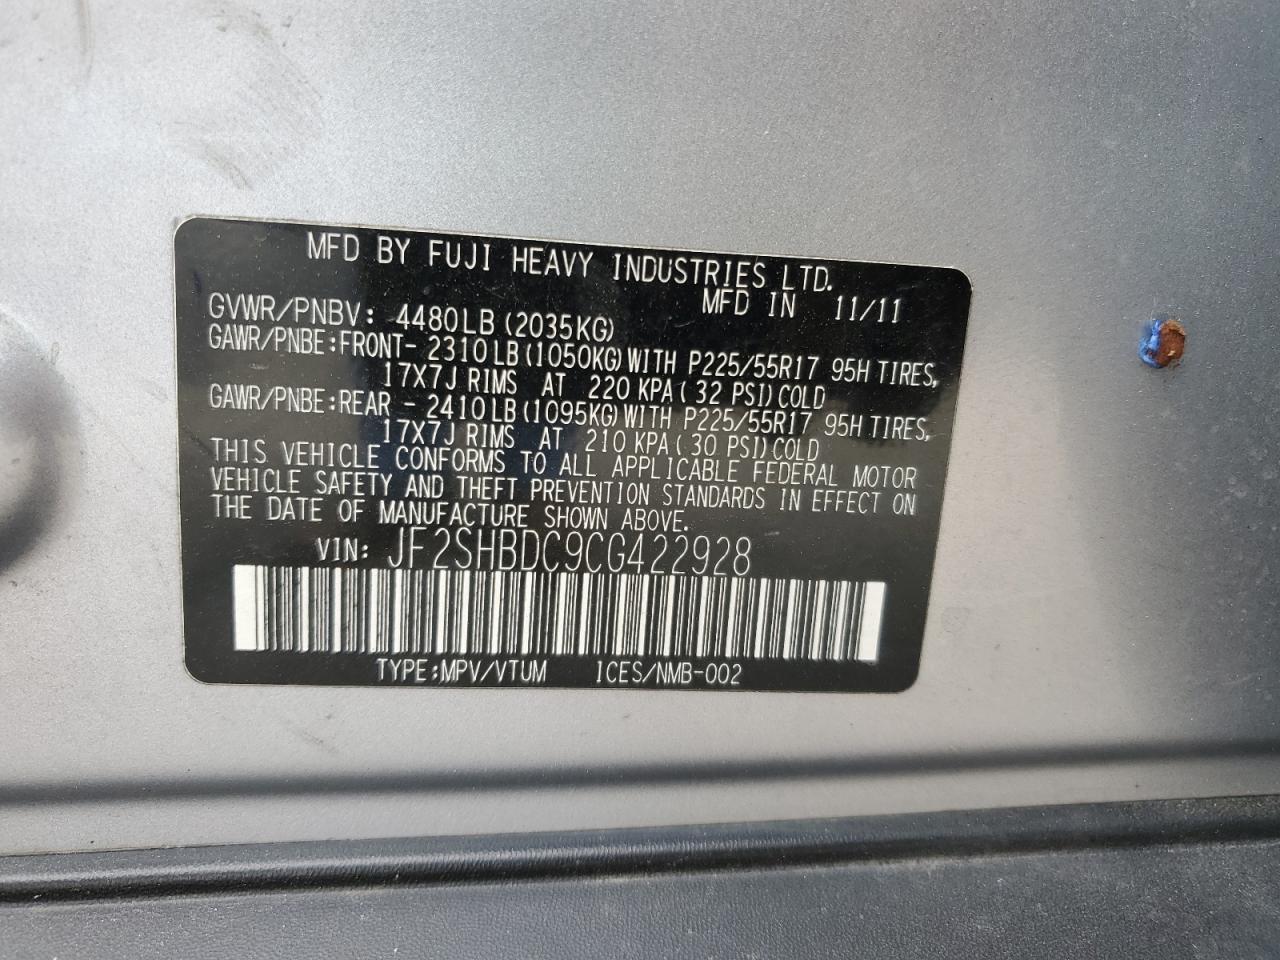 MFD BY FUJI HEAVY INDUSTRIES LTD.
MFD IN 11/11
GVWR/PNBV: 4480LB(2035KG)
GAWR/PNBE:FRONT- 2310LB(1050KG)WITH P225/55R17 95H TIRES,
17X7J RIMS AT 220 KPA(32 PSI)COLD
GAWR/PNBE:REAR - 2410LB(1095KG)WITH P225/55R17 95H TIRES,
17X7J RIMS AT 210 KPA(30 PSI)COLD
THIS VEHICLE CONFORMS TO ALL APPLICABLE FEDERAL MOTOR
VEHICLE SAFETY AND THEFT PREVENTION STANDARDS IN EFFECT ON
THE DATE OF MANUFACTURE SHOWN ABOVE.
VIN: JF2SHBDC9CG422928
TYPE:MPV/VTUM ICES/NMB-002